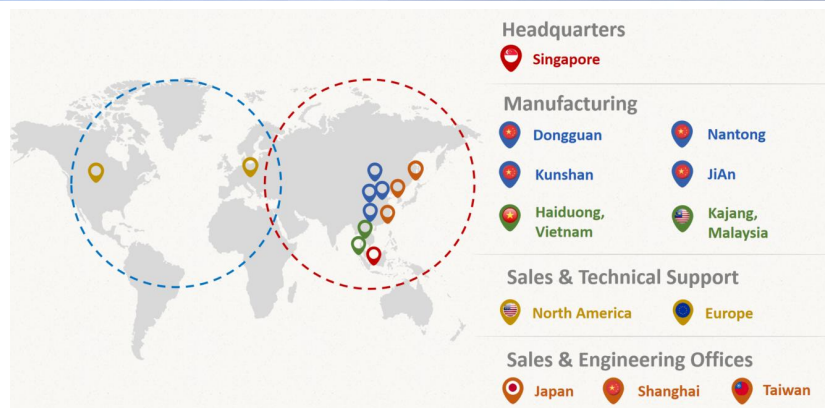 Headquarters
Singapore
Manufacturing
Dongguan
Nantong
Kunshan
JiAn
Haiduong,
Vietnam
Kajang,
Malaysia
Sales & Technical Support
North America
Europe
Sales & Engineering Offices
Japan
Shanghai
Taiwan